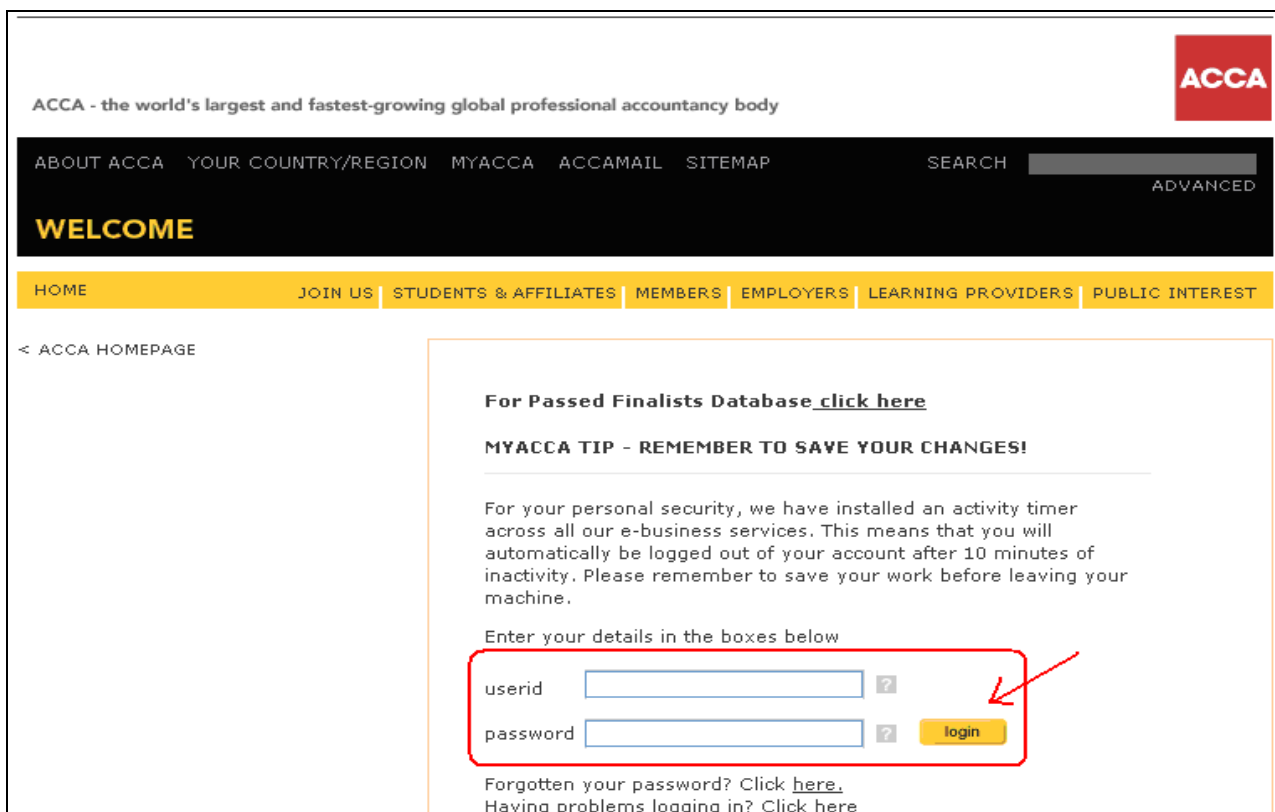 ACCA
ACCA - the world's largest and fastest-growing global professional accountancy body
ABOUT ACCA YOUR COUNTRY/REGION MYACCA ACCAMAIL SITEMAP SEARCH
ADVANCED
WELCOME
HOME JOIN US STUDENTS & AFFILIATES MEMBERS EMPLOYERS LEARNING PROVIDERS PUBLIC INTEREST
< ACCA HOMEPAGE
For Passed Finalists Database click here
MYACCA TIP - REMEMBER TO SAVE YOUR CHANGES!
For your personal security, we have installed an activity timer
across all our e-business services. This means that you will
automatically be logged out of your account after 10 minutes of
inactivity. Please remember to save your work before leaving your
machine.
Enter your details in the boxes below
userid ?
password ? login
Forgotten your password? Click here.
Having problems logging in? Click here